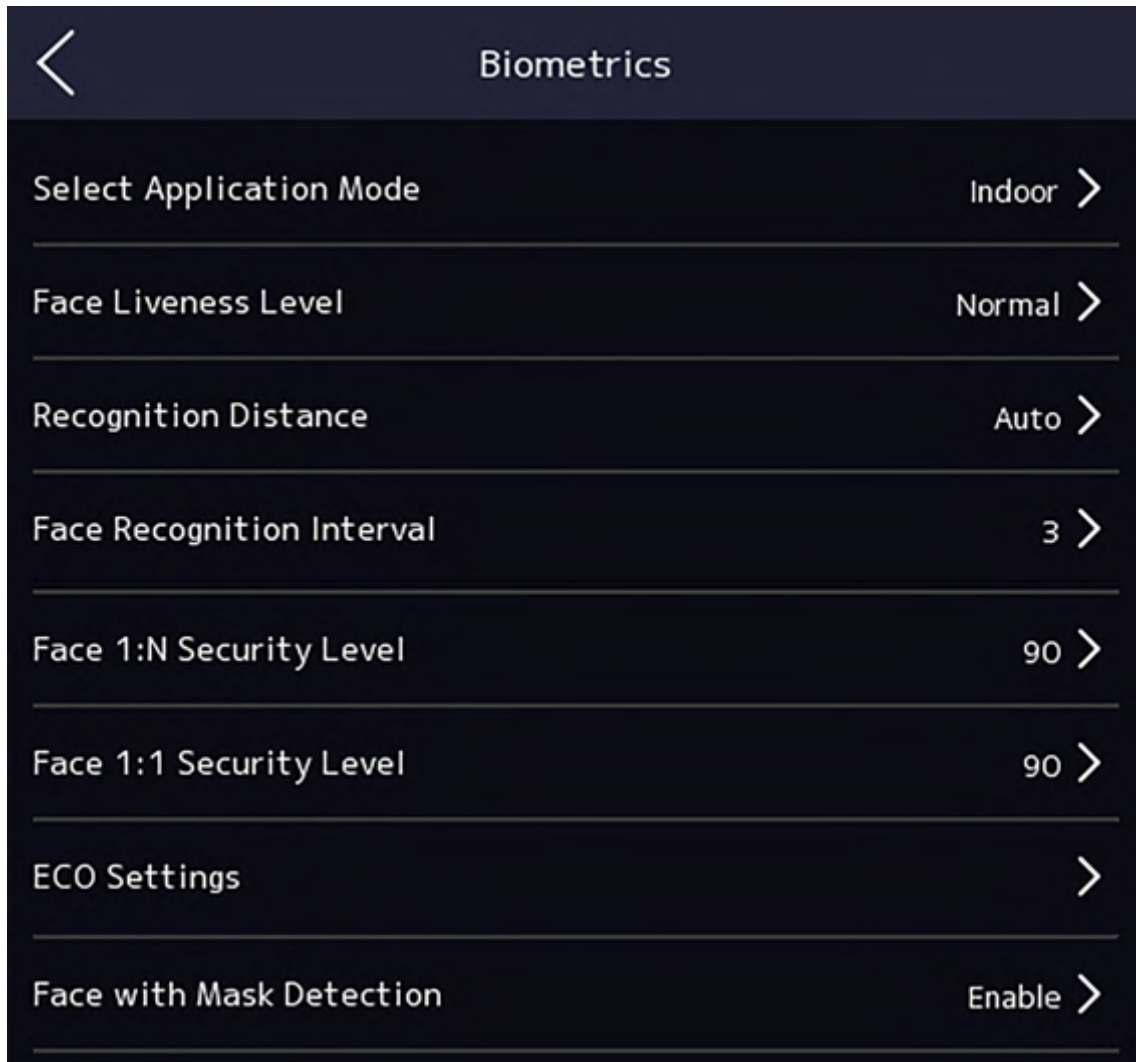 Biometrics
Select Application Mode Indoor
Face Liveness Level Normal
Recognition Distance Auto
Face Recognition Interval 3
Face 1:N Security Level 90
Face 1:1 Security Level 90
ECO Settings
Face with Mask Detection Enable